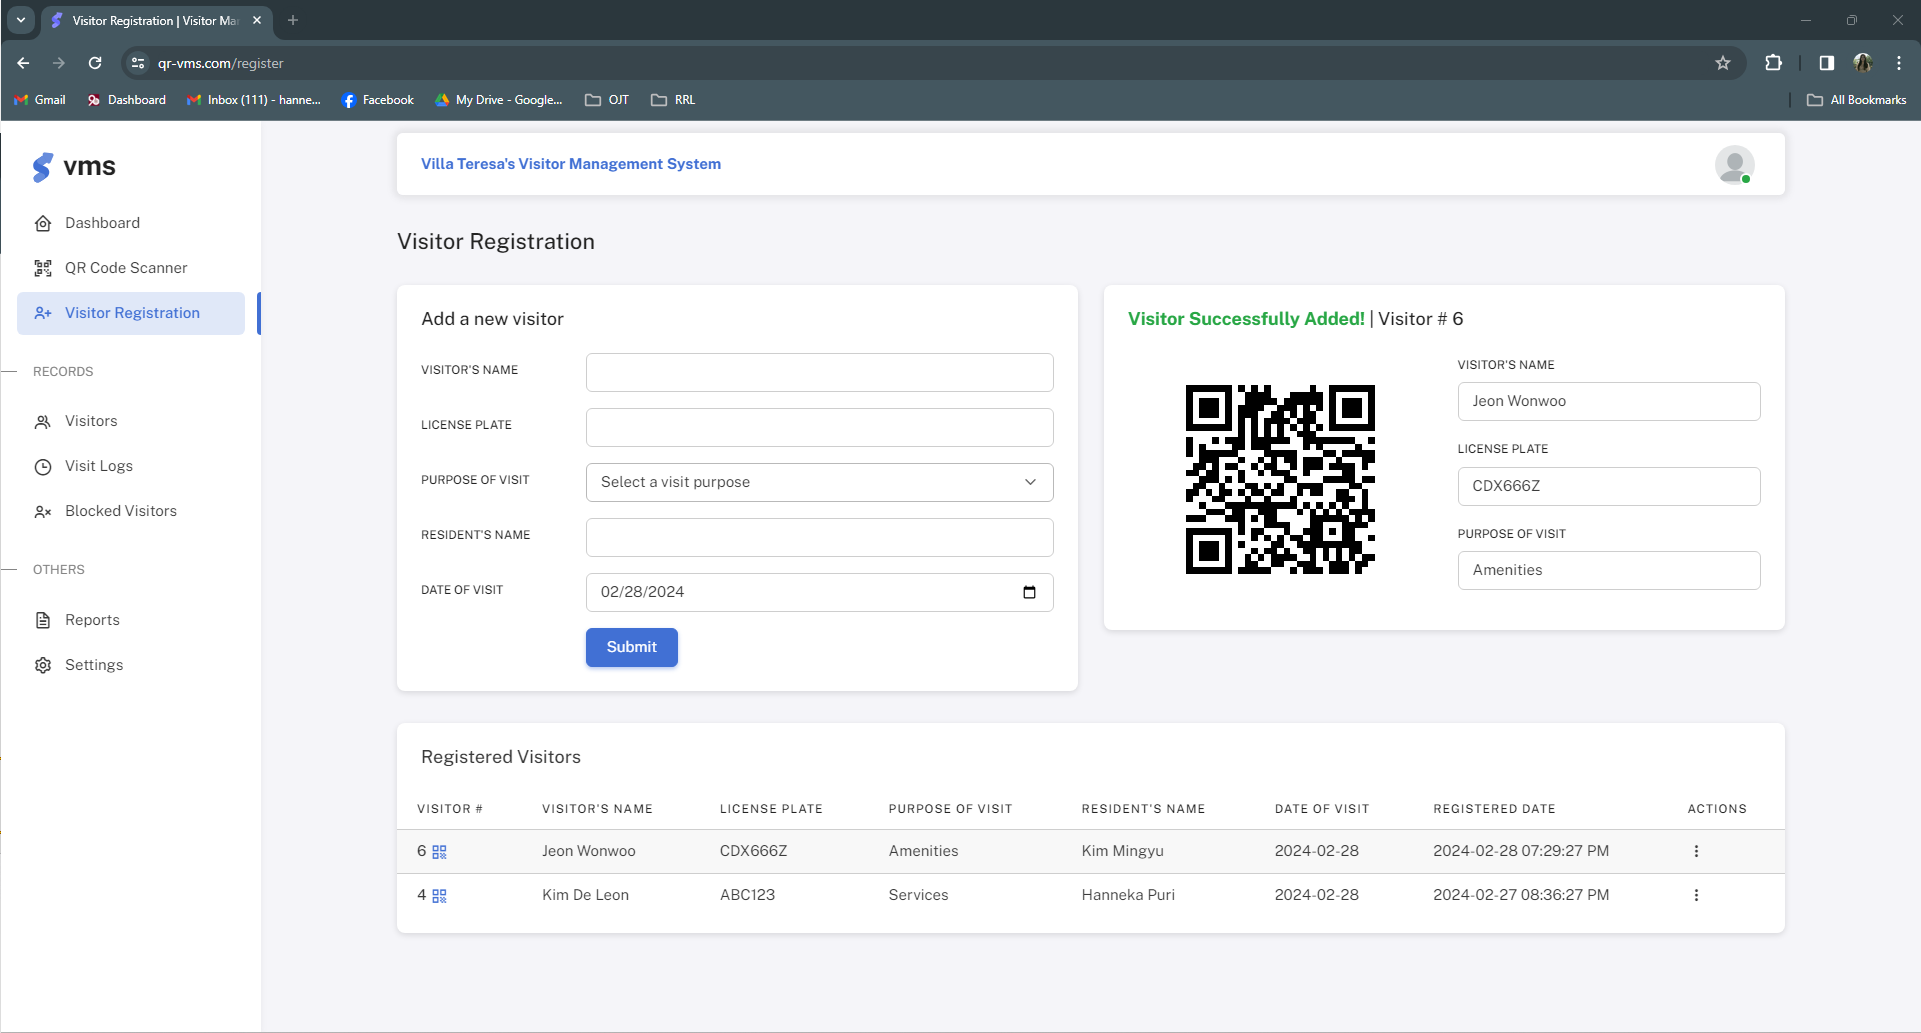 Visitor Registration | Visitor Ma
qr-vms.com/register
Gmail
Dashboard
Inbox (111) - hanne...
Facebook
My Drive - Google...
OJT
RRL
All Bookmarks
vms
Dashboard
QR Code Scanner
Visitor Registration
RECORDS
Visitors
Visit Logs
Blocked Visitors
OTHERS
Reports
Settings
Villa Teresa's Visitor Management System
Visitor Registration
Add a new visitor
VISITOR'S NAME
LICENSE PLATE
PURPOSE OF VISIT Select a visit purpose
RESIDENT'S NAME
DATE OF VISIT 02/28/2024
Submit
Visitor Successfully Added! | Visitor # 6
VISITOR'S NAME
Jeon Wonwoo
LICENSE PLATE
CDX666Z
PURPOSE OF VISIT
Amenities
Registered Visitors
VISITOR # VISITOR'S NAME LICENSE PLATE PURPOSE OF VISIT RESIDENT'S NAME DATE OF VISIT REGISTERED DATE ACTIONS
6 Jeon Wonwoo CDX666Z Amenities Kim Mingyu 2024-02-28 2024-02-28 07:29:27 PM
4 Kim De Leon ABC123 Services Hanneka Puri 2024-02-28 2024-02-27 08:36:27 PM